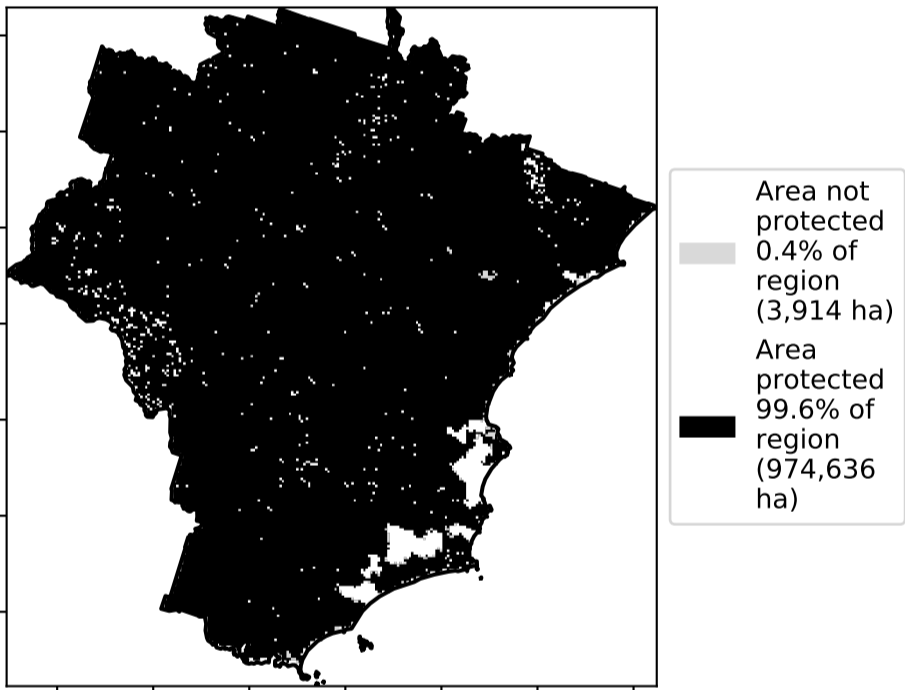 Area not
protected
0.4% of
region
(3,914 ha)
Area
protected
99.6% of
region
(974,636
ha)